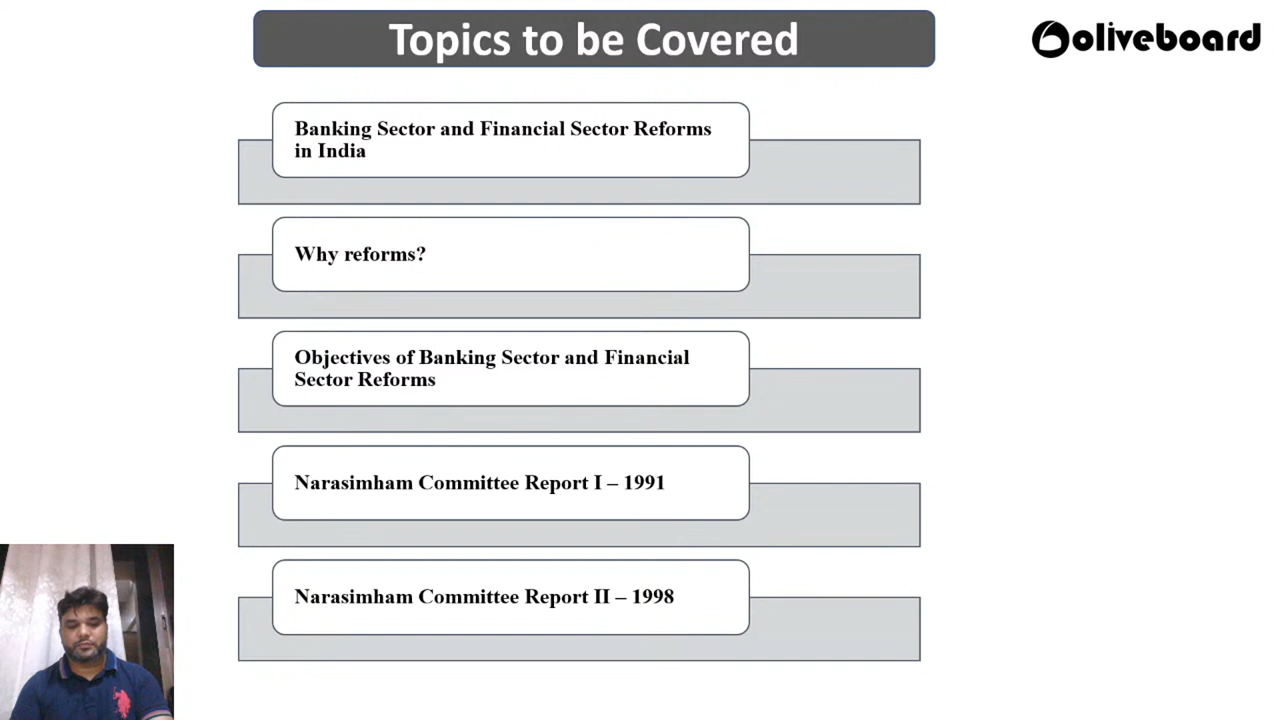 Topics to be Covered
oliveboard
Banking Sector and Financial Sector Reforms
in India
Why reforms?
Objectives of Banking Sector and Financial
Sector Reforms
Narasimham Committee Report I – 1991
Narasimham Committee Report II – 1998